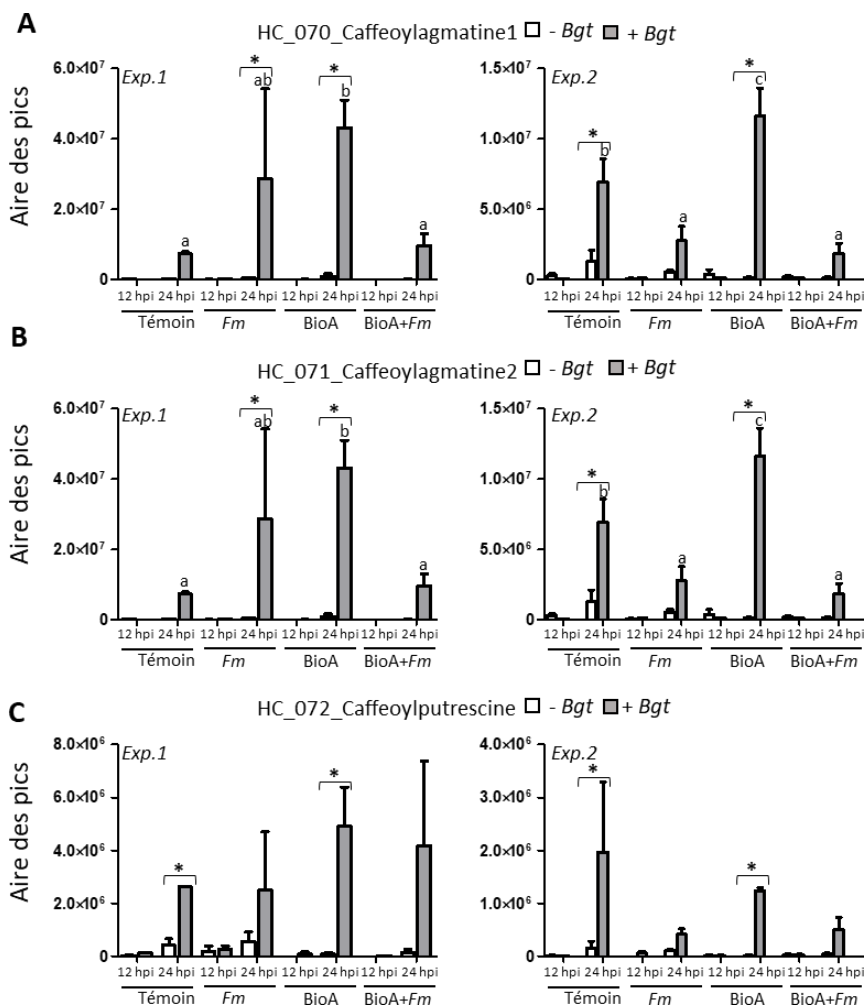 A
HC_070_Caffeoylagmatine1 - Bgt + Bgt
Aire des pics
Exp.1
6.0×10⁷
4.0×10⁷
2.0×10⁷
0
* *
a ab b a
12 hpi 24 hpi 12 hpi 24 hpi 12 hpi 24 hpi 12 hpi 24 hpi
Témoin Fm BioA BioA+Fm
Exp.2
1.5×10⁷
1.0×10⁷
5.0×10⁶
0
* *
b a c a
12 hpi 24 hpi 12 hpi 24 hpi 12 hpi 24 hpi 12 hpi 24 hpi
Témoin Fm BioA BioA+Fm
B
HC_071_Caffeoylagmatine2 - Bgt + Bgt
Aire des pics
Exp.1
6.0×10⁷
4.0×10⁷
2.0×10⁷
0
* *
a ab b a
12 hpi 24 hpi 12 hpi 24 hpi 12 hpi 24 hpi 12 hpi 24 hpi
Témoin Fm BioA BioA+Fm
Exp.2
1.5×10⁷
1.0×10⁷
5.0×10⁶
0
* *
b a c a
12 hpi 24 hpi 12 hpi 24 hpi 12 hpi 24 hpi 12 hpi 24 hpi
Témoin Fm BioA BioA+Fm
C
HC_072_Caffeoylputrescine - Bgt + Bgt
Aire des pics
Exp.1
8.0×10⁶
6.0×10⁶
4.0×10⁶
2.0×10⁶
0
* *
12 hpi 24 hpi 12 hpi 24 hpi 12 hpi 24 hpi 12 hpi 24 hpi
Témoin Fm BioA BioA+Fm
Exp.2
4.0×10⁶
3.0×10⁶
2.0×10⁶
1.0×10⁶
0
* *
12 hpi 24 hpi 12 hpi 24 hpi 12 hpi 24 hpi 12 hpi 24 hpi
Témoin Fm BioA BioA+Fm